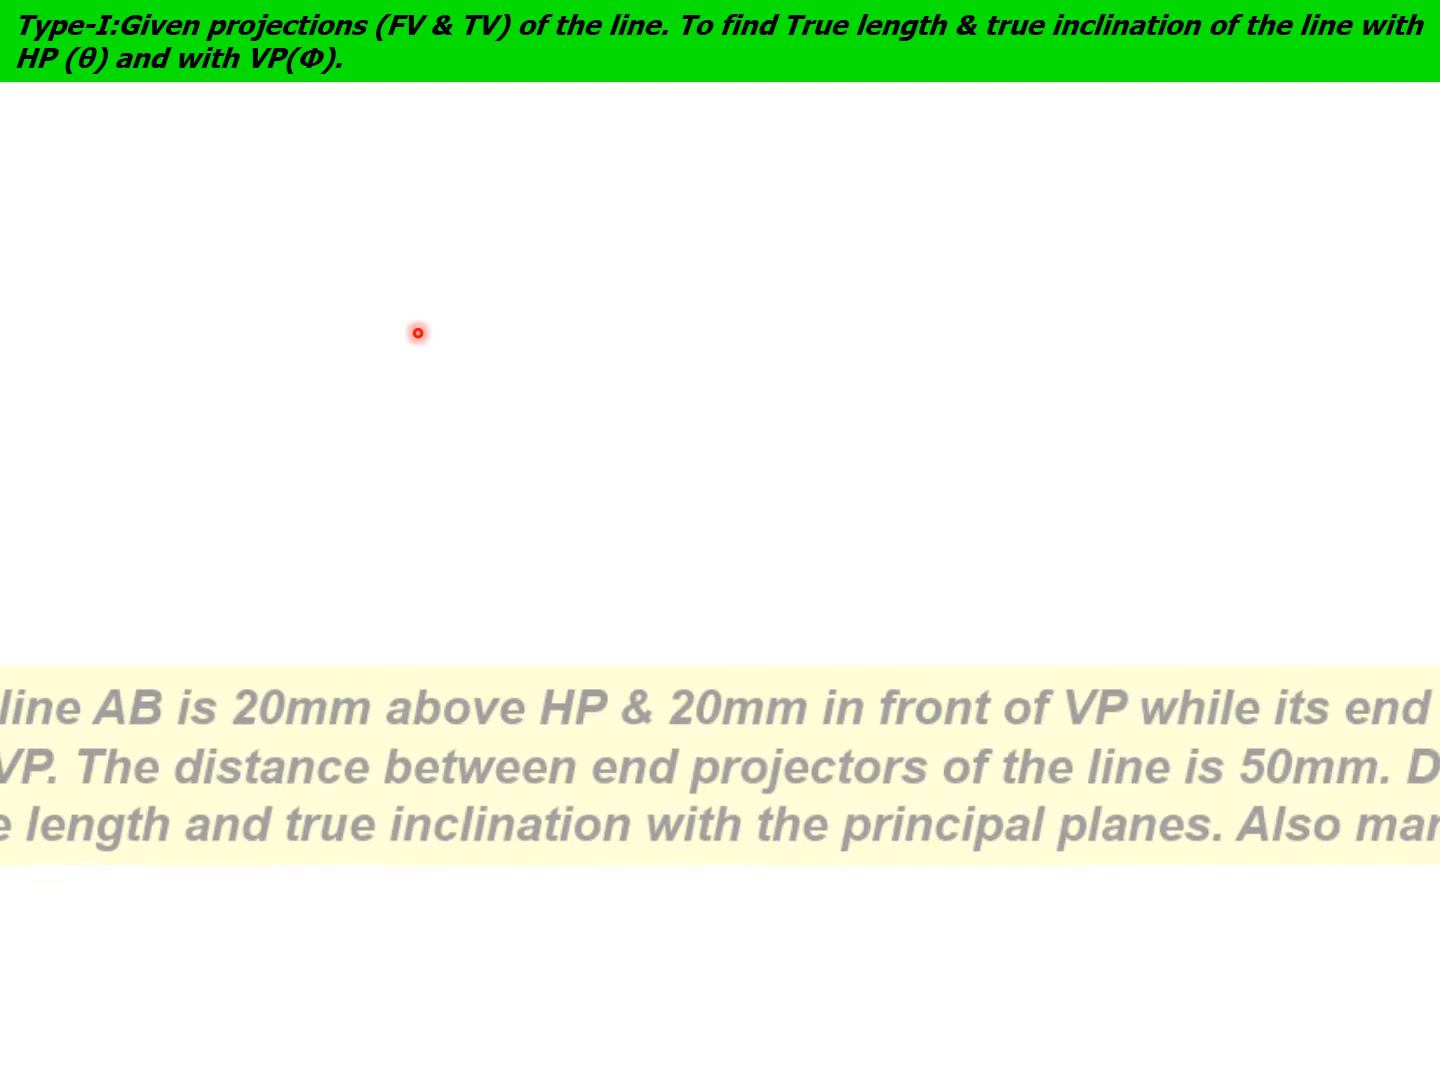 Type-I:Given projections (FV & TV) of the line. To find True length & true inclination of the line with
HP (θ) and with VP(Φ).
line AB is 20mm above HP & 20mm in front of VP while its end
VP. The distance between end projectors of the line is 50mm. D
e length and true inclination with the principal planes. Also mar